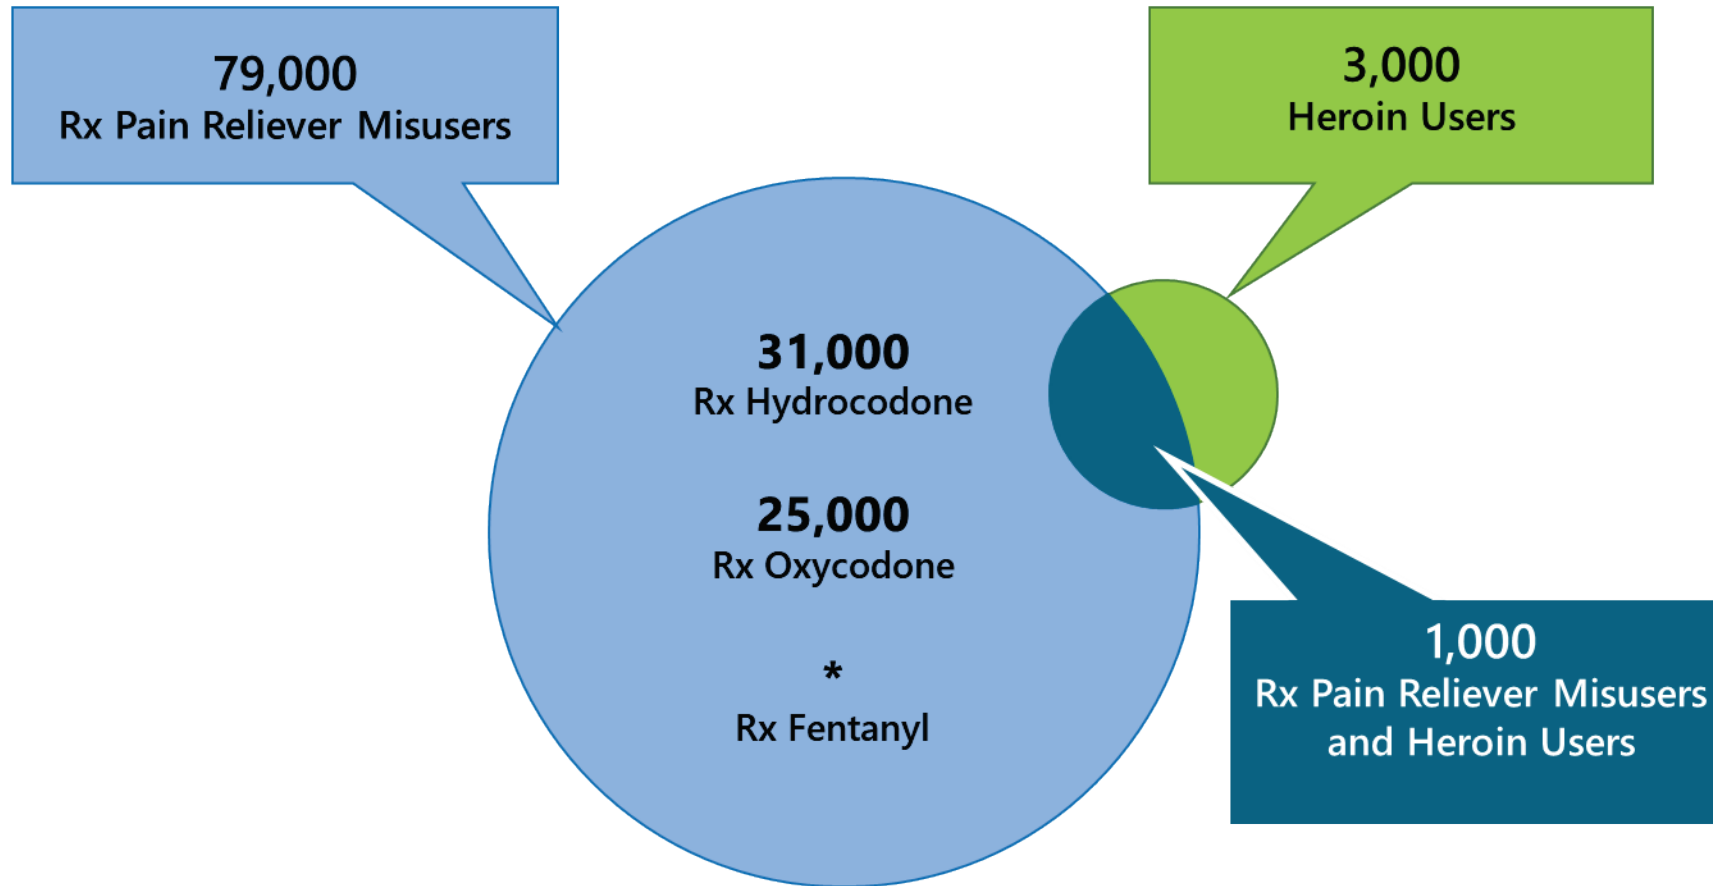 79,000
Rx Pain Reliever Misusers
3,000
Heroin Users
31,000
Rx Hydrocodone
25,000
Rx Oxycodone
*
Rx Fentanyl
1,000
Rx Pain Reliever Misusers
and Heroin Users